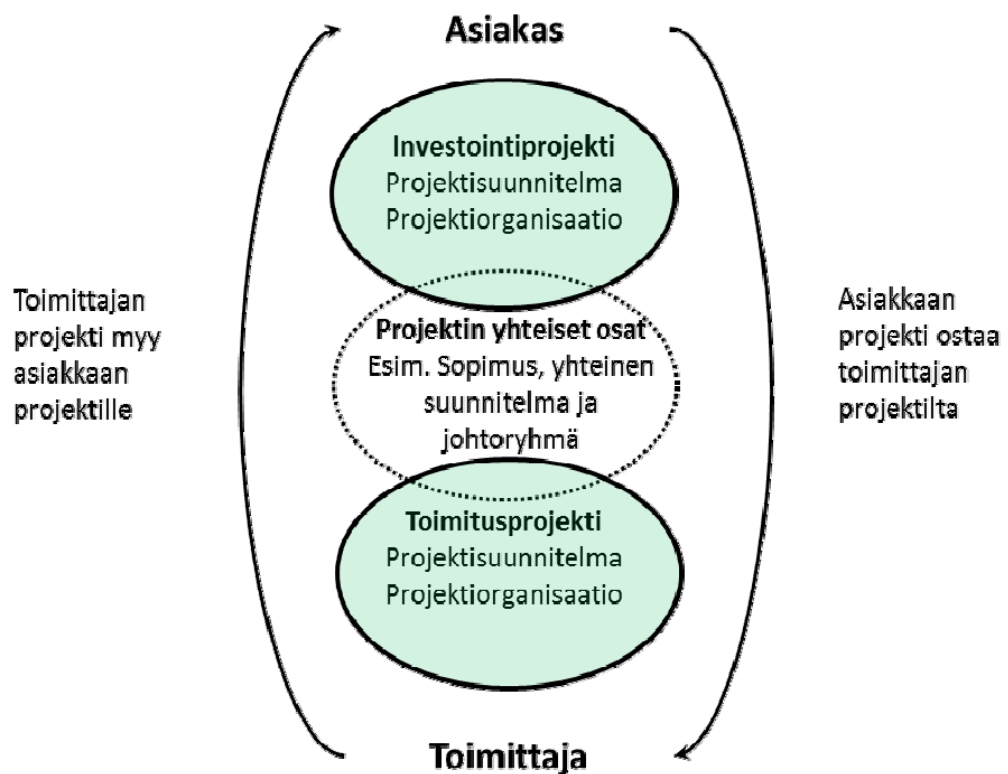 Asiakas
Investointiprojekti
Projektisuunnitelma
Projektiorganisaatio
Toimittajan
projekti myy
asiakkaan
projektille
Projektin yhteiset osat
Esim. Sopimus, yhteinen
suunnitelma ja
johtoryhmä
Asiakkaan
projekti ostaa
toimittajan
projektilta
Toimitusprojekti
Projektisuunnitelma
Projektiorganisaatio
Toimittaja